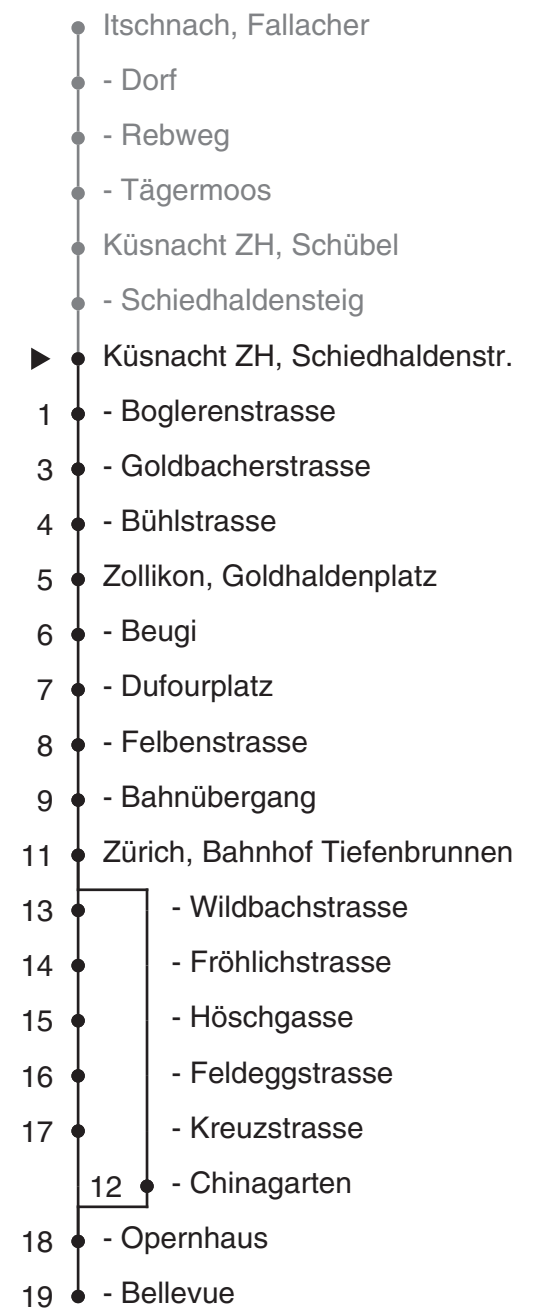 Itschnach, Fallacher
- Dorf
- Rebweg
- Tägermoos
Küsnacht ZH, Schübel
- Schiedhaldensteig
Küsnacht ZH, Schiedhaldenstr.
1 - Boglerenstrasse
3 - Goldbacherstrasse
4 - Bühlstrasse
5 Zollikon, Goldhaldenplatz
6 - Beugi
7 - Dufourplatz
8 - Felbenstrasse
9 - Bahnübergang
11 Zürich, Bahnhof Tiefenbrunnen
13 - Wildbachstrasse
14 - Fröhlichstrasse
15 - Höschgasse
16 - Feldeggstrasse
17 - Kreuzstrasse
12 - Chinagarten
18 - Opernhaus
19 - Bellevue